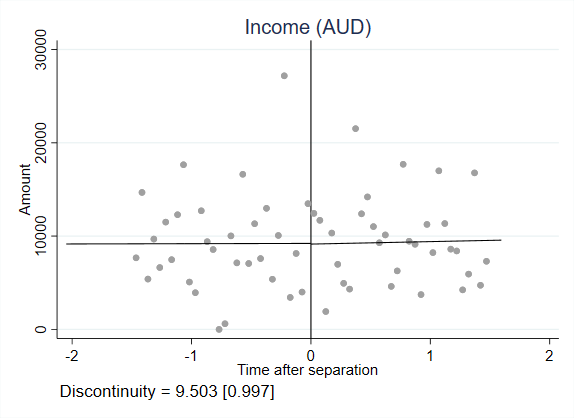 Income (AUD)
30000
20000
10000
0
Amount
-2 -1 0 1 2
Time after separation
Discontinuity = 9.503 [0.997]